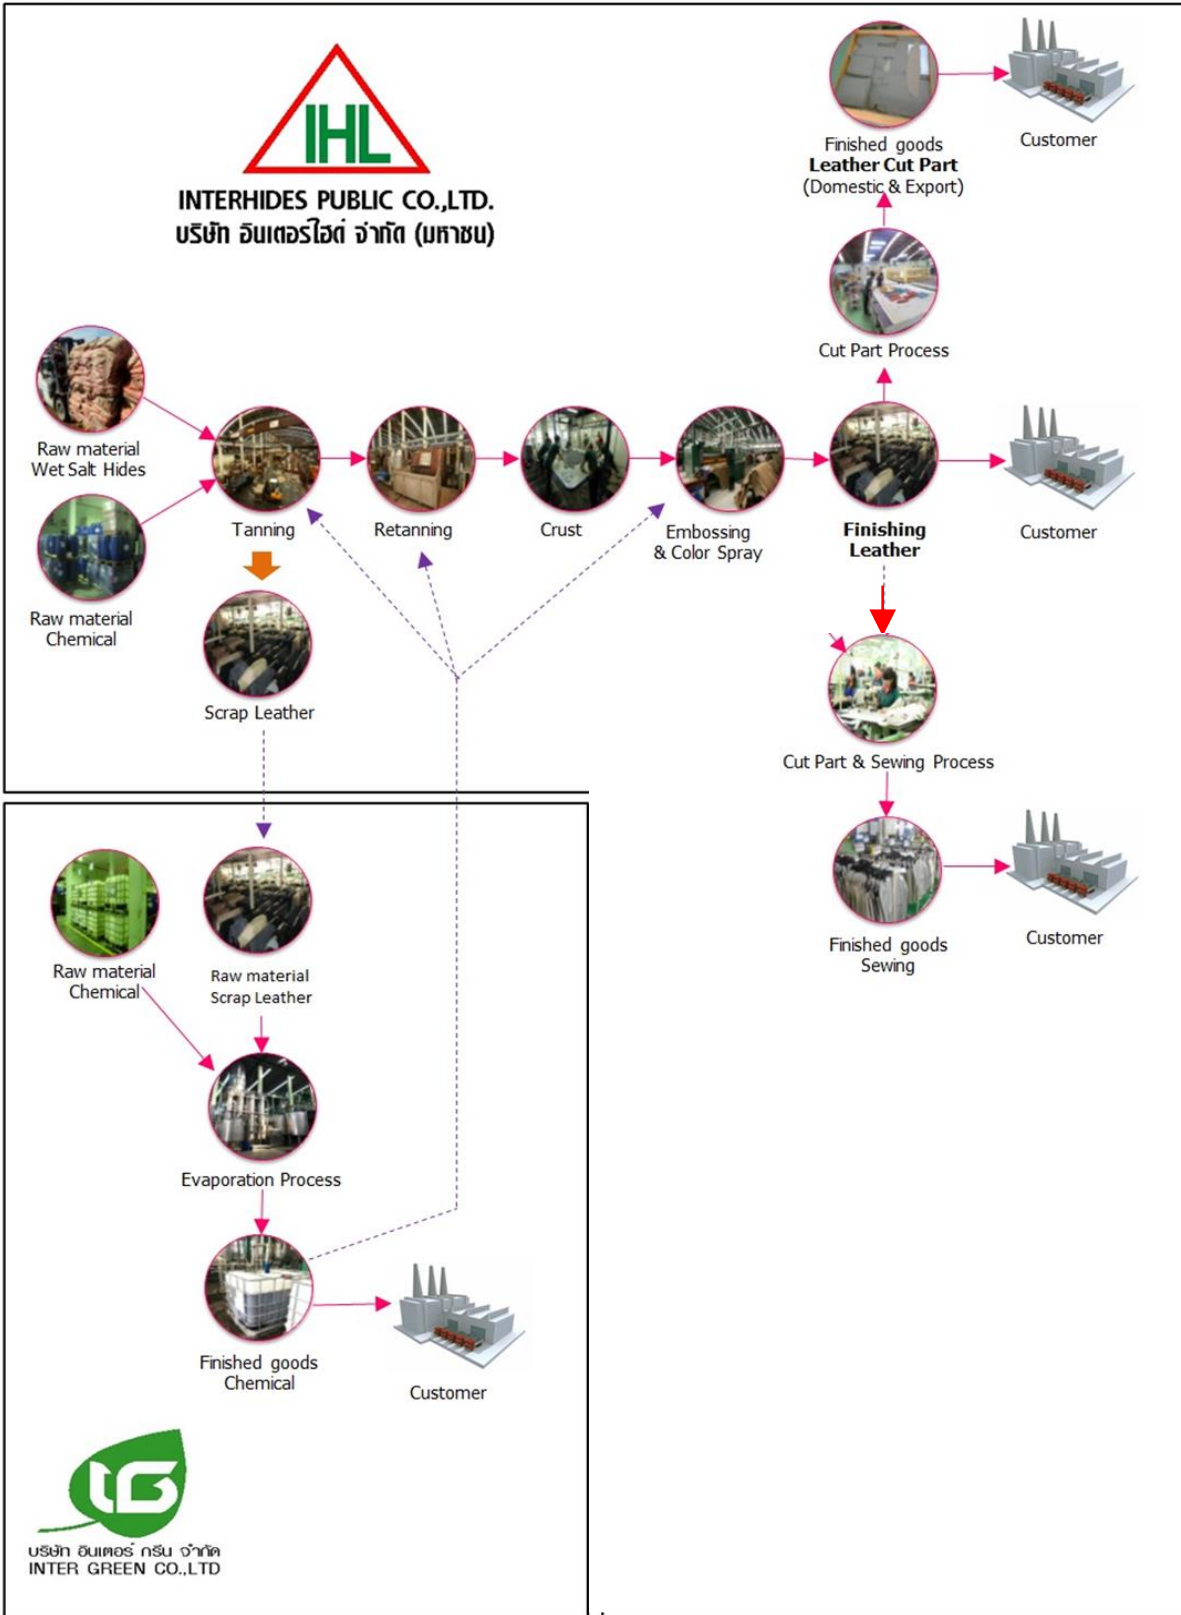 IHL
INTERHIDES PUBLIC CO.,LTD.
บริษัท อินเตอร์ไฮด์ จำกัด (มหาชน)
Finished goods
Leather Cut Part
(Domestic & Export)
Customer
Cut Part Process
Raw material
Wet Salt Hides
Raw material
Chemical
Tanning
Retanning
Crust
Embossing
& Color Spray
Finishing
Leather
Customer
Scrap Leather
Cut Part & Sewing Process
Finished goods
Sewing
Customer
Raw material
Chemical
Raw material
Scrap Leather
Evaporation Process
Finished goods
Chemical
Customer
IG
บริษัท อินเตอร์ กรีน จำกัด
INTER GREEN CO.,LTD